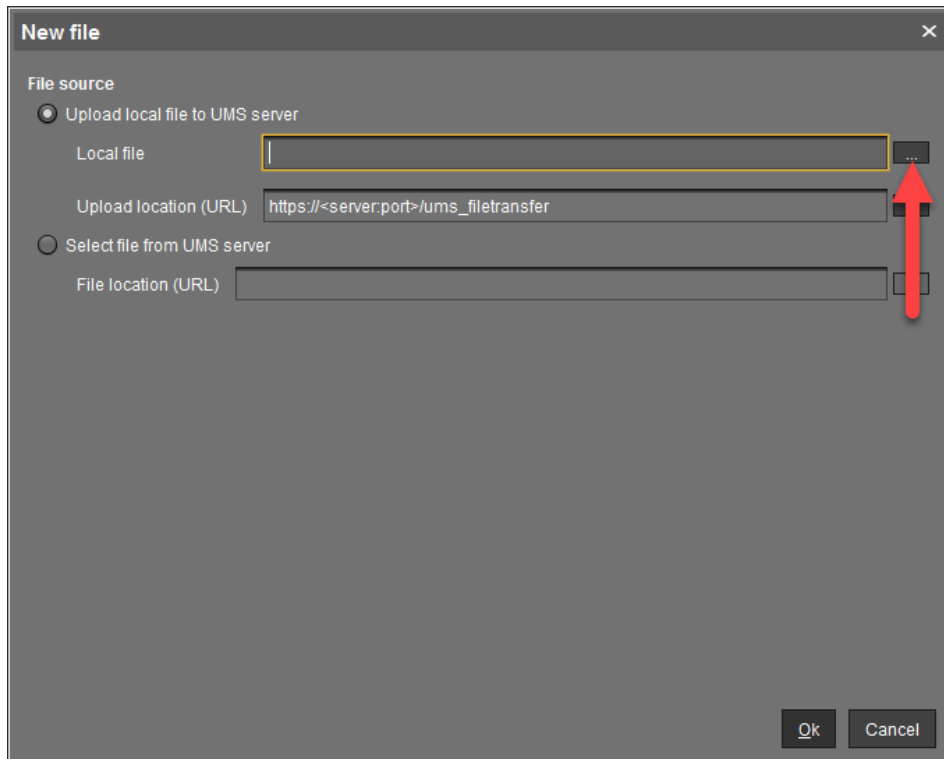 New file
File source
Upload local file to UMS server
Local file
...
Upload location (URL) https://<server:port>/ums_filetransfer
Select file from UMS server
File location (URL)
Ok Cancel